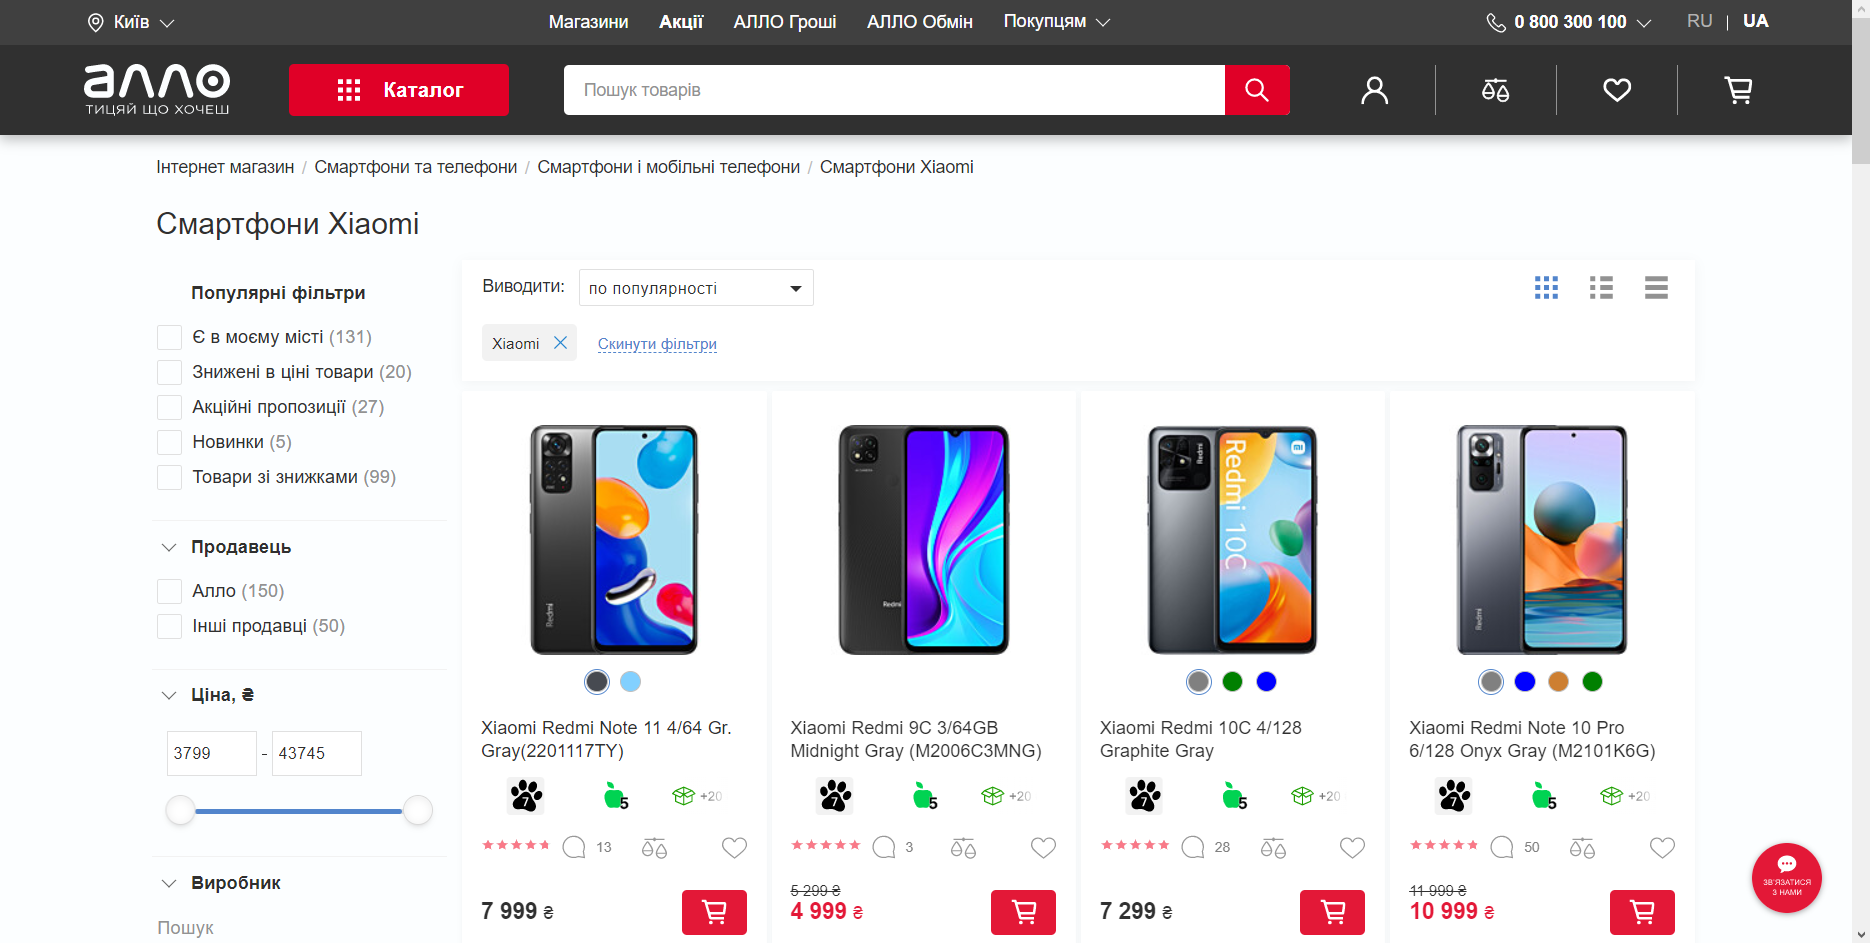 Київ
Магазини Акції АЛЛО Гроші АЛЛО Обмін Покупцям
0 800 300 100 RU | UA
алло
ТИЦЯЙ ЩО ХОЧЕШ
Каталог
Пошук товарів
Інтернет магазин / Смартфони та телефони / Смартфони і мобільні телефони / Смартфони Xiaomi
Смартфони Xiaomi
Популярні фільтри
Є в моєму місті (131)
Знижені в ціні товари (20)
Акційні пропозиції (27)
Новинки (5)
Товари зі знижками (99)
Продавець
Алло (150)
Інші продавці (50)
Ціна, ₴
3799 - 43745
Виробник
Пошук
Виводити: по популярності
Xiaomi Скинути фільтри
Redmi
Xiaomi Redmi Note 11 4/64 Gr.
Gray(2201117TY)
7 5 +20
13
7 999 ₴
Redmi
Xiaomi Redmi 9C 3/64GB
Midnight Gray (M2006C3MNG)
7 5 +20
3
5 299 ₴
4 999 ₴
Redmi
Redmi 10C
Xiaomi Redmi 10C 4/128
Graphite Gray
7 5 +20
28
7 299 ₴
Redmi
Xiaomi Redmi Note 10 Pro
6/128 Onyx Gray (M2101K6G)
7 5 +20
50
11 999 ₴
10 999 ₴
ЗВ'ЯЗАТИСЯ
З НАМИ